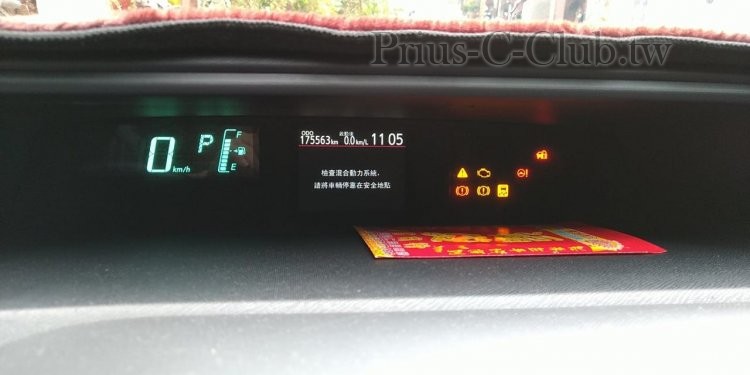 Prius-C-Club.tw
ODO
175563km 0.0km/L 11:05
0 km/h P F
E
檢查混合動力系統,
請將車輛停靠在安全地點